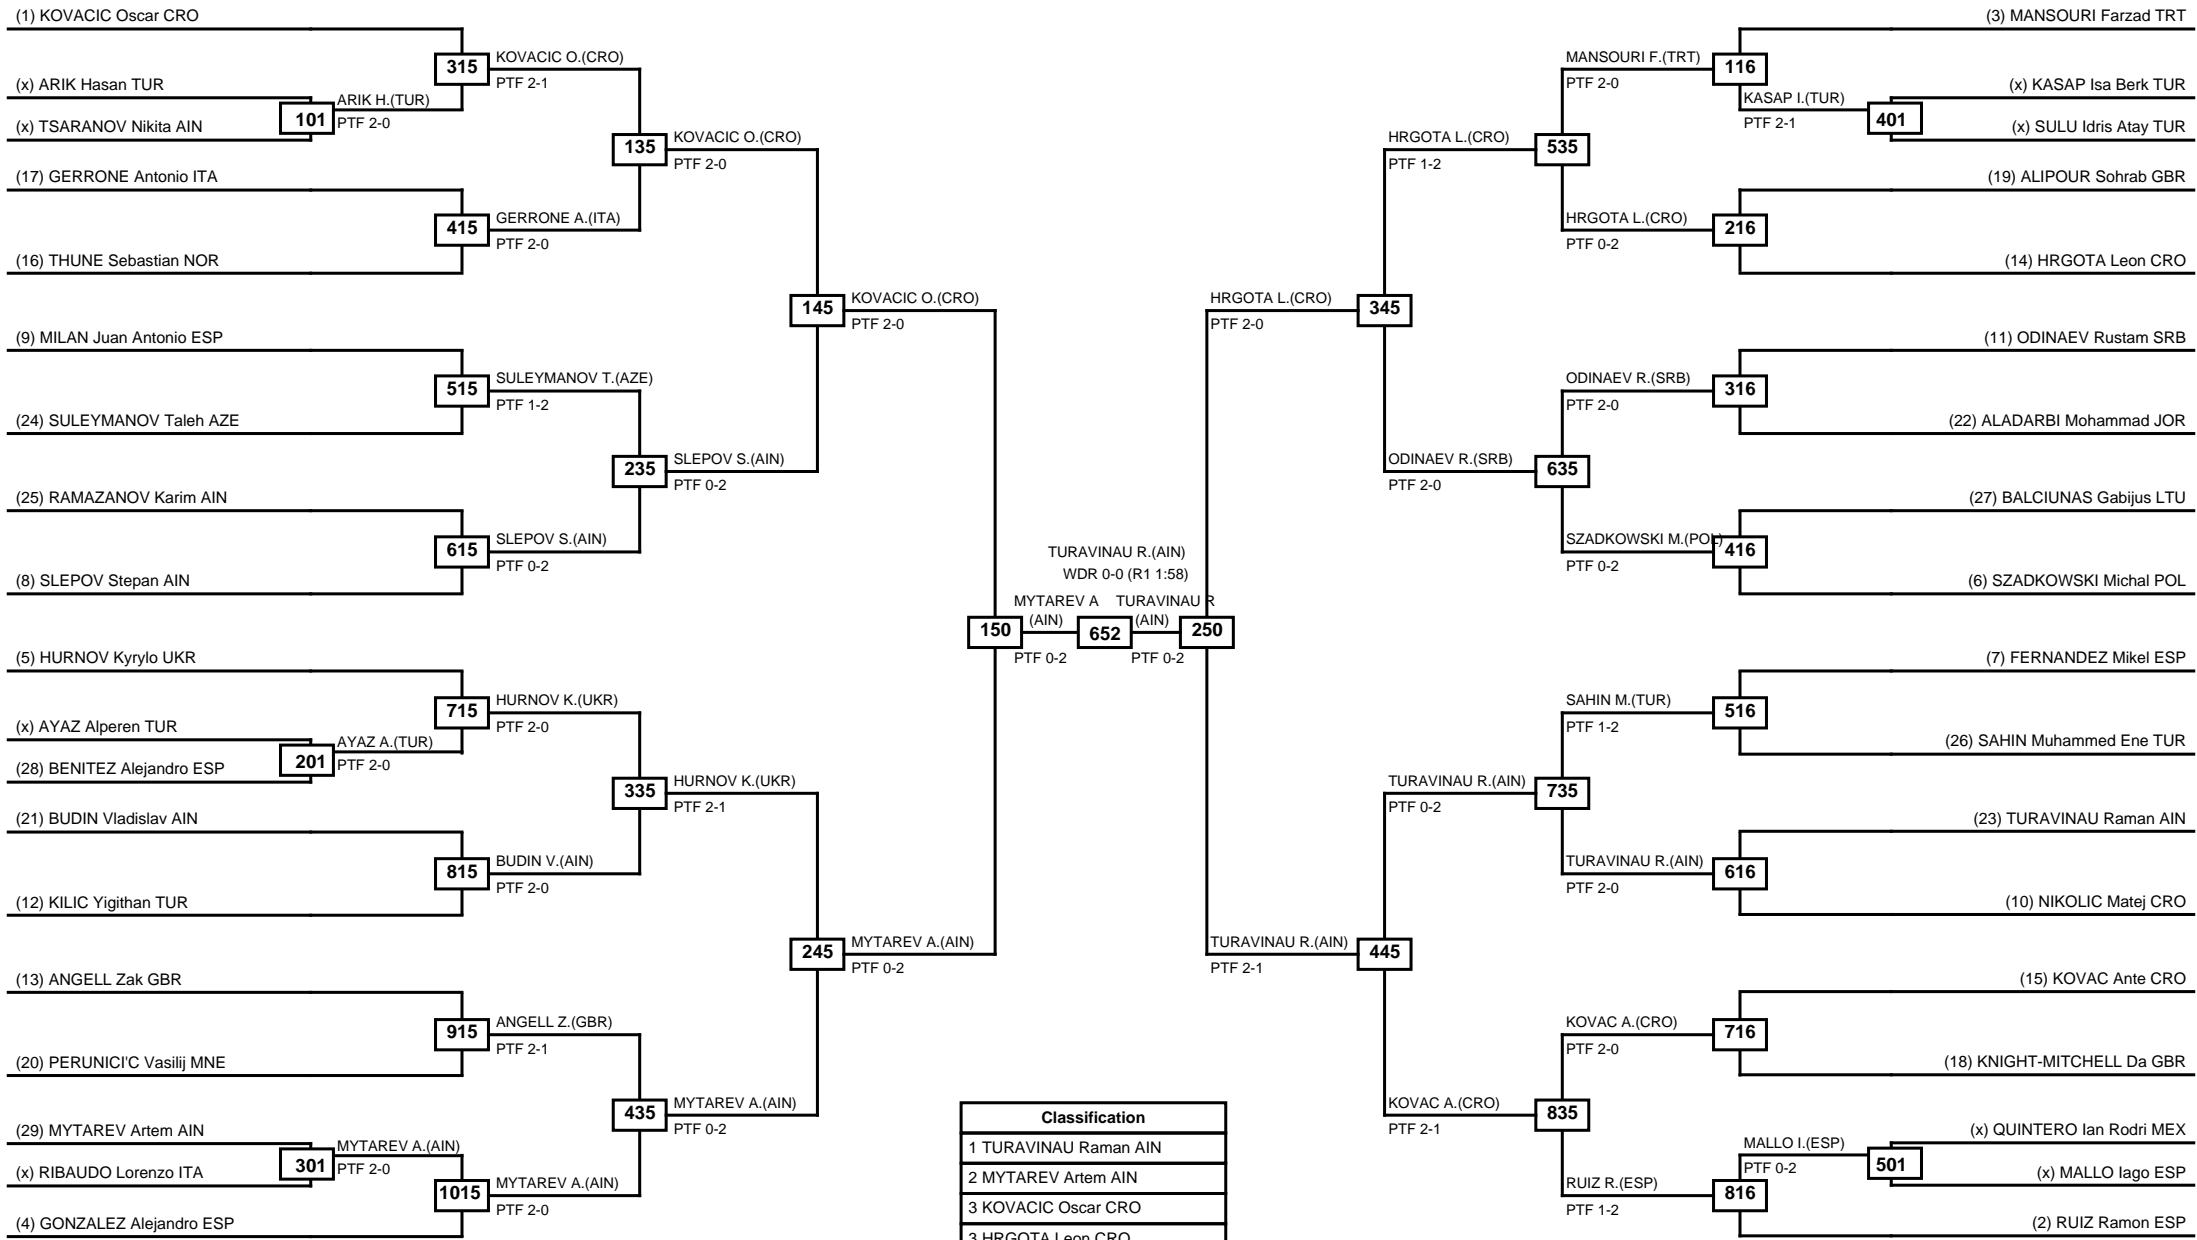 (1) KOVACIC Oscar CRO
(x) ARIK Hasan TUR
(x) TSARANOV Nikita AIN
(17) GERRONE Antonio ITA
(16) THUNE Sebastian NOR
(9) MILAN Juan Antonio ESP
(24) SULEYMANOV Taleh AZE
(25) RAMAZANOV Karim AIN
(8) SLEPOV Stepan AIN
(5) HURNOV Kyrylo UKR
(x) AYAZ Alperen TUR
(28) BENITEZ Alejandro ESP
(21) BUDIN Vladislav AIN
(12) KILIC Yigithan TUR
(13) ANGELL Zak GBR
(20) PERUNICI'C Vasilij MNE
(29) MYTAREV Artem AIN
(x) RIBAUDO Lorenzo ITA
(4) GONZALEZ Alejandro ESP
101
ARIK H.(TUR)
PTF 2-0
201
AYAZ A.(TUR)
PTF 2-0
301
MYTAREV A.(AIN)
PTF 2-0
315
KOVACIC O.(CRO)
PTF 2-1
415
GERRONE A.(ITA)
PTF 2-0
515
SULEYMANOV T.(AZE)
PTF 1-2
615
SLEPOV S.(AIN)
PTF 0-2
715
HURNOV K.(UKR)
PTF 2-0
815
BUDIN V.(AIN)
PTF 2-0
915
ANGELL Z.(GBR)
PTF 2-1
1015
MYTAREV A.(AIN)
PTF 2-0
135
KOVACIC O.(CRO)
PTF 2-0
235
SLEPOV S.(AIN)
PTF 0-2
335
HURNOV K.(UKR)
PTF 2-1
435
MYTAREV A.(AIN)
PTF 0-2
145
KOVACIC O.(CRO)
PTF 2-0
245
MYTAREV A.(AIN)
PTF 0-2
TURAVINAU R.(AIN)
WDR 0-0 (R1 1:58)
150
MYTAREV A
(AIN)
PTF 0-2
652
TURAVINAU R
(AIN)
PTF 0-2
250
HRGOTA L.(CRO)
PTF 2-0
345
TURAVINAU R.(AIN)
PTF 2-1
445
HRGOTA L.(CRO)
PTF 1-2
535
ODINAEV R.(SRB)
PTF 2-0
635
TURAVINAU R.(AIN)
PTF 0-2
735
KOVAC A.(CRO)
PTF 2-1
835
MANSOURI F.(TRT)
PTF 2-0
116
HRGOTA L.(CRO)
PTF 0-2
216
ODINAEV R.(SRB)
PTF 2-0
316
SZADKOWSKI M.(POL)
PTF 0-2
416
SAHIN M.(TUR)
PTF 1-2
516
TURAVINAU R.(AIN)
PTF 2-0
616
KOVAC A.(CRO)
PTF 2-0
716
RUIZ R.(ESP)
PTF 1-2
816
KASAP I.(TUR)
PTF 2-1
401
MALLO I.(ESP)
PTF 0-2
501
(3) MANSOURI Farzad TRT
(x) KASAP Isa Berk TUR
(x) SULU Idris Atay TUR
(19) ALIPOUR Sohrab GBR
(14) HRGOTA Leon CRO
(11) ODINAEV Rustam SRB
(22) ALADARBI Mohammad JOR
(27) BALCIUNAS Gabijus LTU
(6) SZADKOWSKI Michal POL
(7) FERNANDEZ Mikel ESP
(26) SAHIN Muhammed Ene TUR
(23) TURAVINAU Raman AIN
(10) NIKOLIC Matej CRO
(15) KOVAC Ante CRO
(18) KNIGHT-MITCHELL Da GBR
(x) QUINTERO Ian Rodri MEX
(x) MALLO Iago ESP
(2) RUIZ Ramon ESP
Classification
1 TURAVINAU Raman AIN
2 MYTAREV Artem AIN
3 KOVACIC Oscar CRO
3 HRGOTA Leon CRO